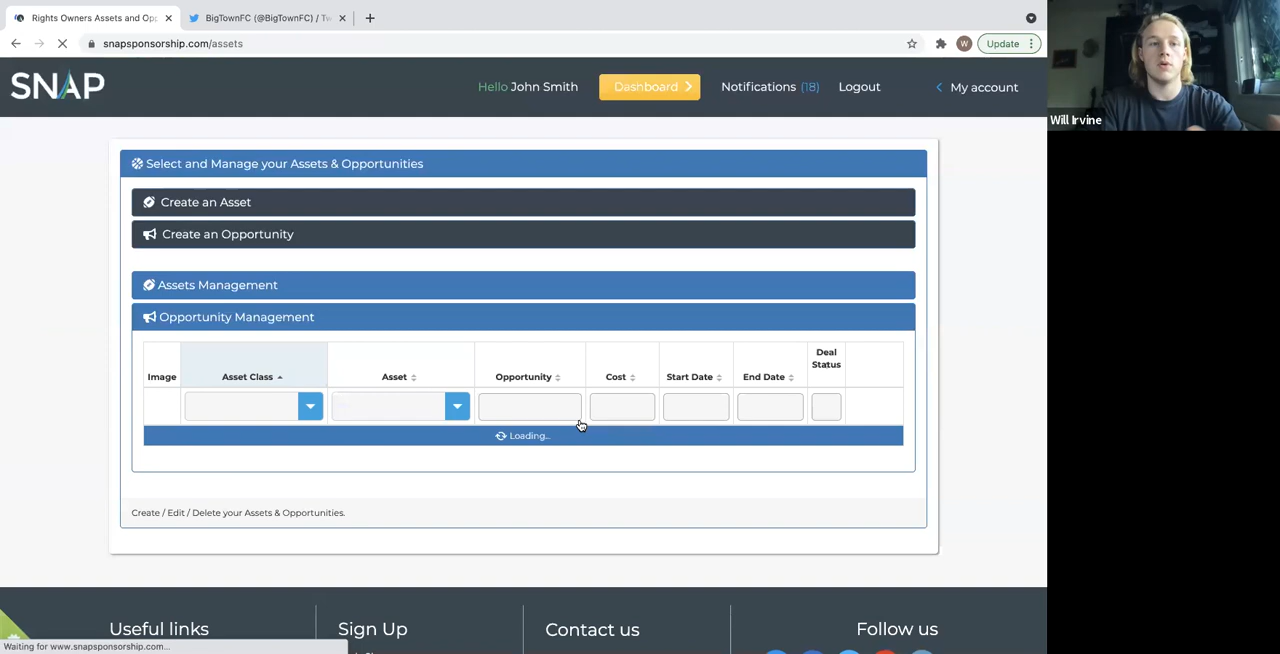 Rights Owners Assets and Opp
BigTownFC (@BigTownFC) / Tw
snapsponsorship.com/assets
W
Update
SNAP
Hello John Smith
Dashboard
Notifications (18)
Logout
My account
Will Irvine
Select and Manage your Assets & Opportunities
Create an Asset
Create an Opportunity
Assets Management
Opportunity Management
Image
Asset Class
Asset
Opportunity
Cost
Start Date
End Date
Deal Status
Loading..
Create / Edit / Delete your Assets & Opportunities.
Useful links
Sign Up
Contact us
Follow us
Waiting for www.snapsponsorship.com...